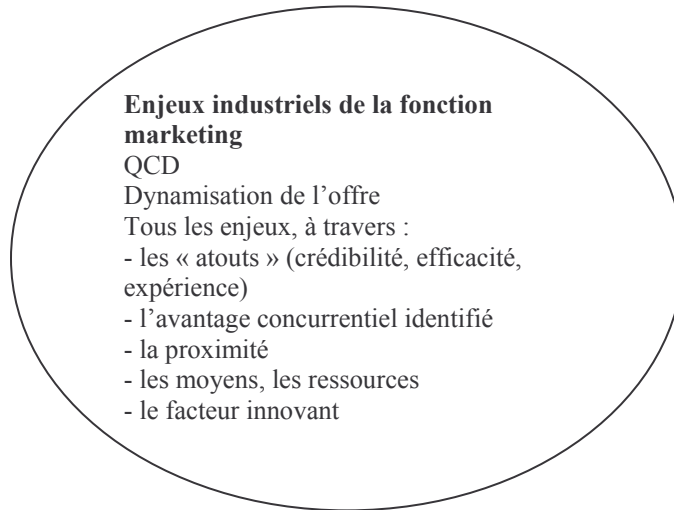 Enjeux industriels de la fonction
marketing
QCD
Dynamisation de l’offre
Tous les enjeux, à travers :
- les « atouts » (crédibilité, efficacité,
expérience)
- l’avantage concurrentiel identifié
- la proximité
- les moyens, les ressources
- le facteur innovant